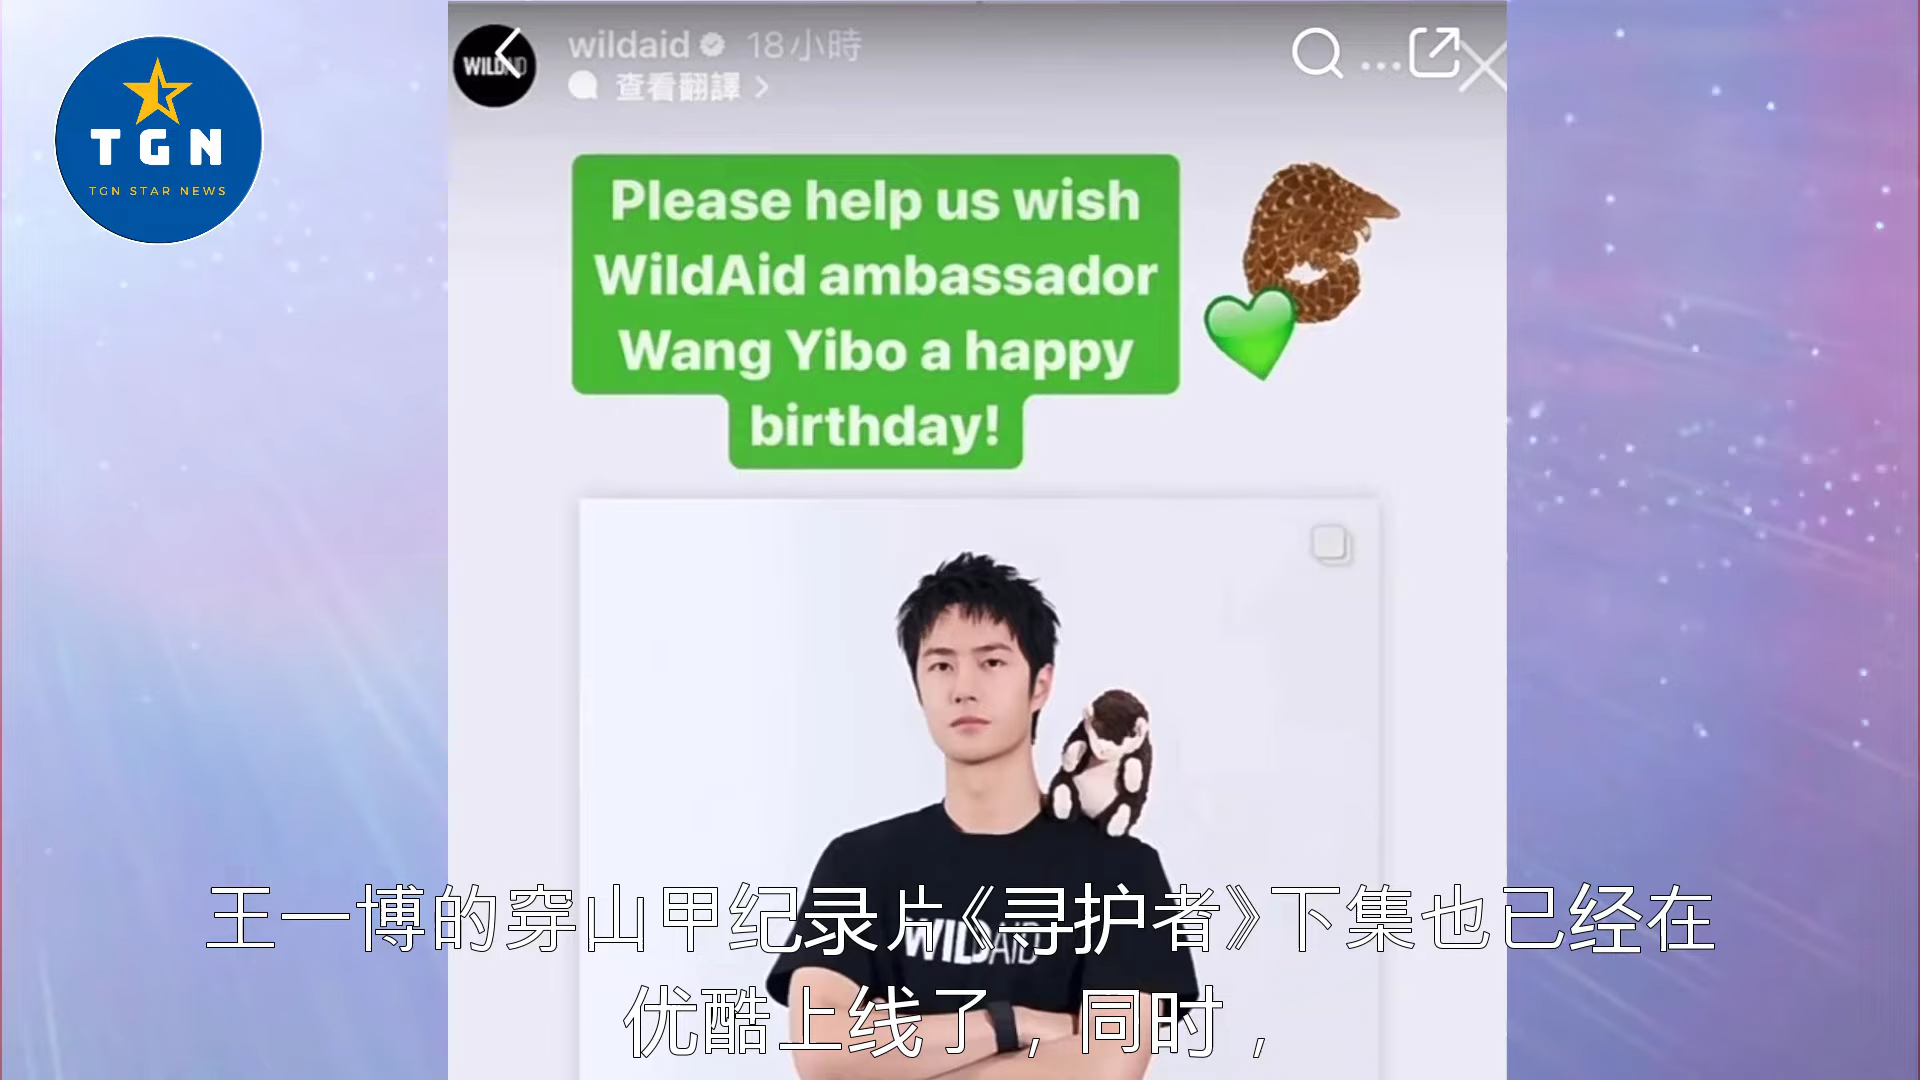 TGN
TGN STAR NEWS
WILDAID
wildaid 18小時
查看翻譯
Please help us wish
WildAid ambassador
Wang Yibo a happy
birthday!
WILDAID
王一博的穿山甲纪录片《寻护者》下集也已经在
优酷上线了，同时，